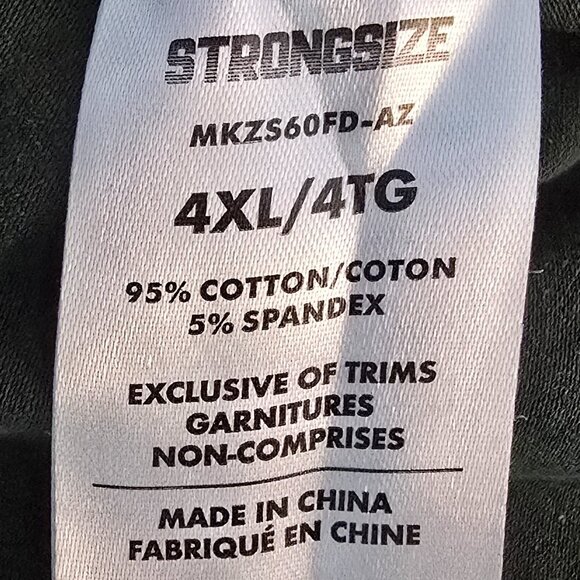 STRONGSIZE
MKZS60FD-AZ
4XL/4TG
95% COTTON/COTON
5% SPANDEX
EXCLUSIVE OF TRIMS
GARNITURES
NON-COMPRISES
MADE IN CHINA
FABRIQUÉ EN CHINE